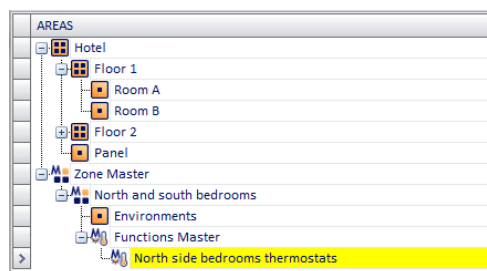 AREAS
Hotel
Floor 1
Room A
Room B
Floor 2
Panel
Zone Master
North and south bedrooms
Environments
Functions Master
North side bedrooms thermostats